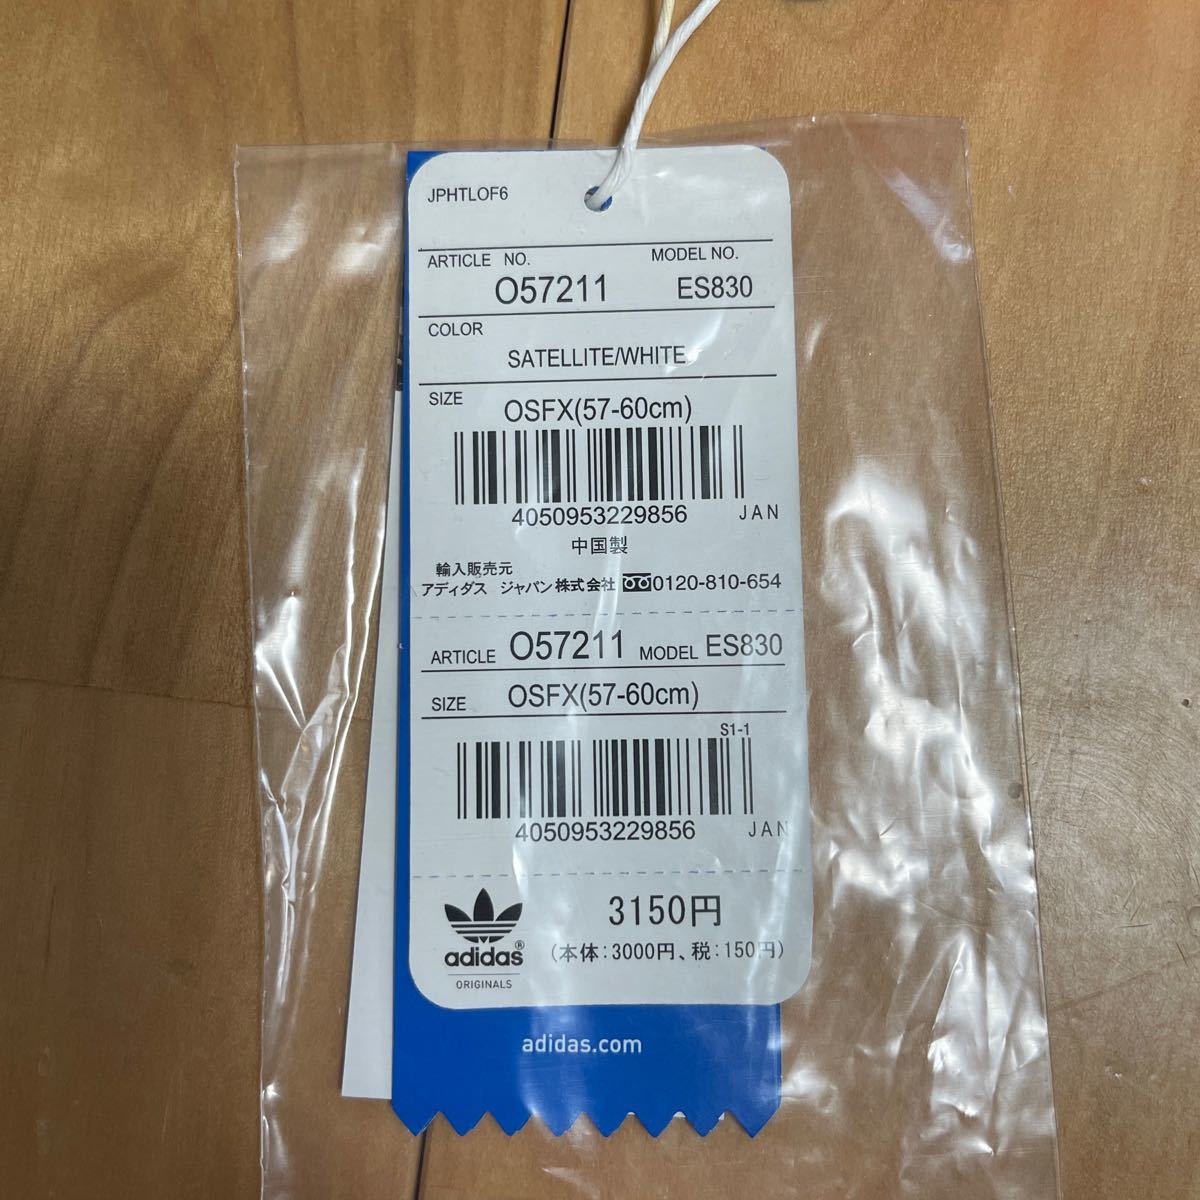 JPHTLOF6
ARTICLE NO. MODEL NO.
O57211 ES830
COLOR
SATELLITE/WHITE
SIZE
OSFX(57-60cm)
4050953229856 JAN
中国製
輸入販売元
アディダス ジャパン株式会社 0120-810-654
ARTICLE O57211 MODEL ES830
SIZE OSFX(57-60cm)
S1-1
4050953229856 JAN
3150円
(本体:3000円、税:150円)
adidas®
ORIGINALS
adidas.com